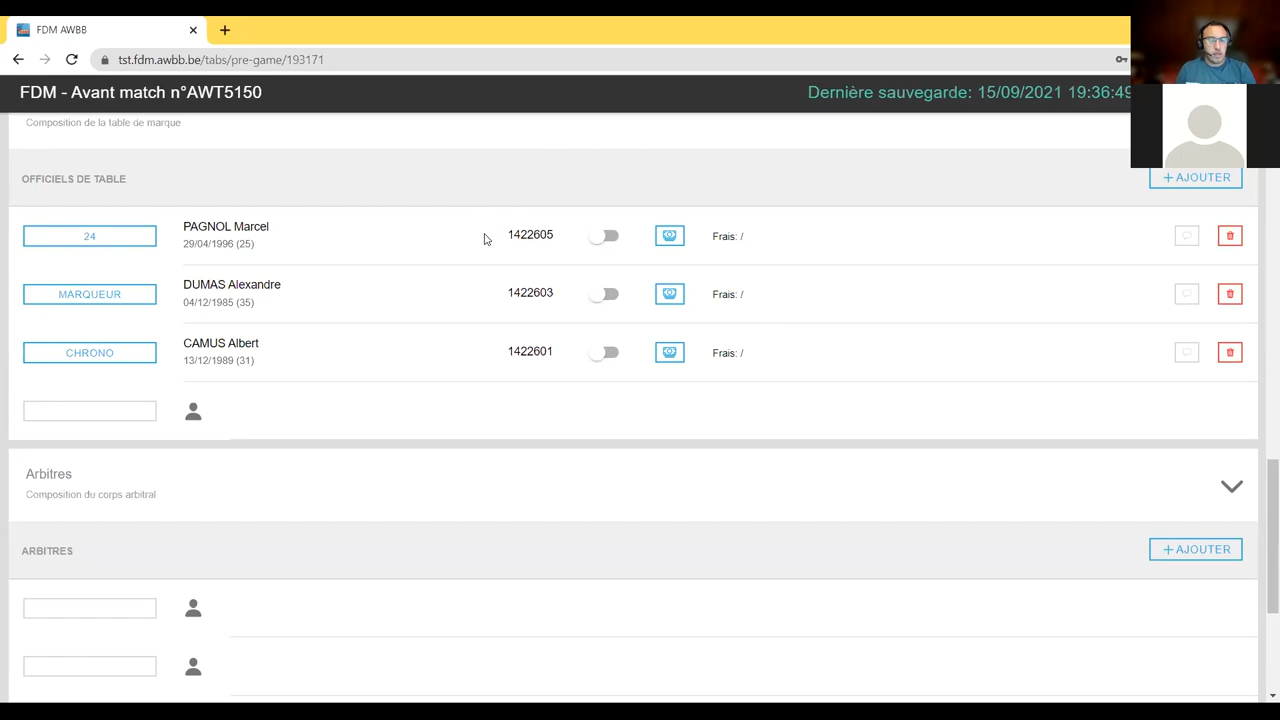 FDM AWBB
tst.fdm.awbb.be/tabs/pre-game/193171
FDM - Avant match n°AWT5150
Dernière sauvegarde: 15/09/2021 19:36:49
Composition de la table de marque
OFFICIELS DE TABLE
+ AJOUTER
24
PAGNOL Marcel
29/04/1996 (25)
1422605
Frais: /
MARQUEUR
DUMAS Alexandre
04/12/1985 (35)
1422603
Frais: /
CHRONO
CAMUS Albert
13/12/1989 (31)
1422601
Frais: /
Arbitres
Composition du corps arbitral
ARBITRES
+ AJOUTER